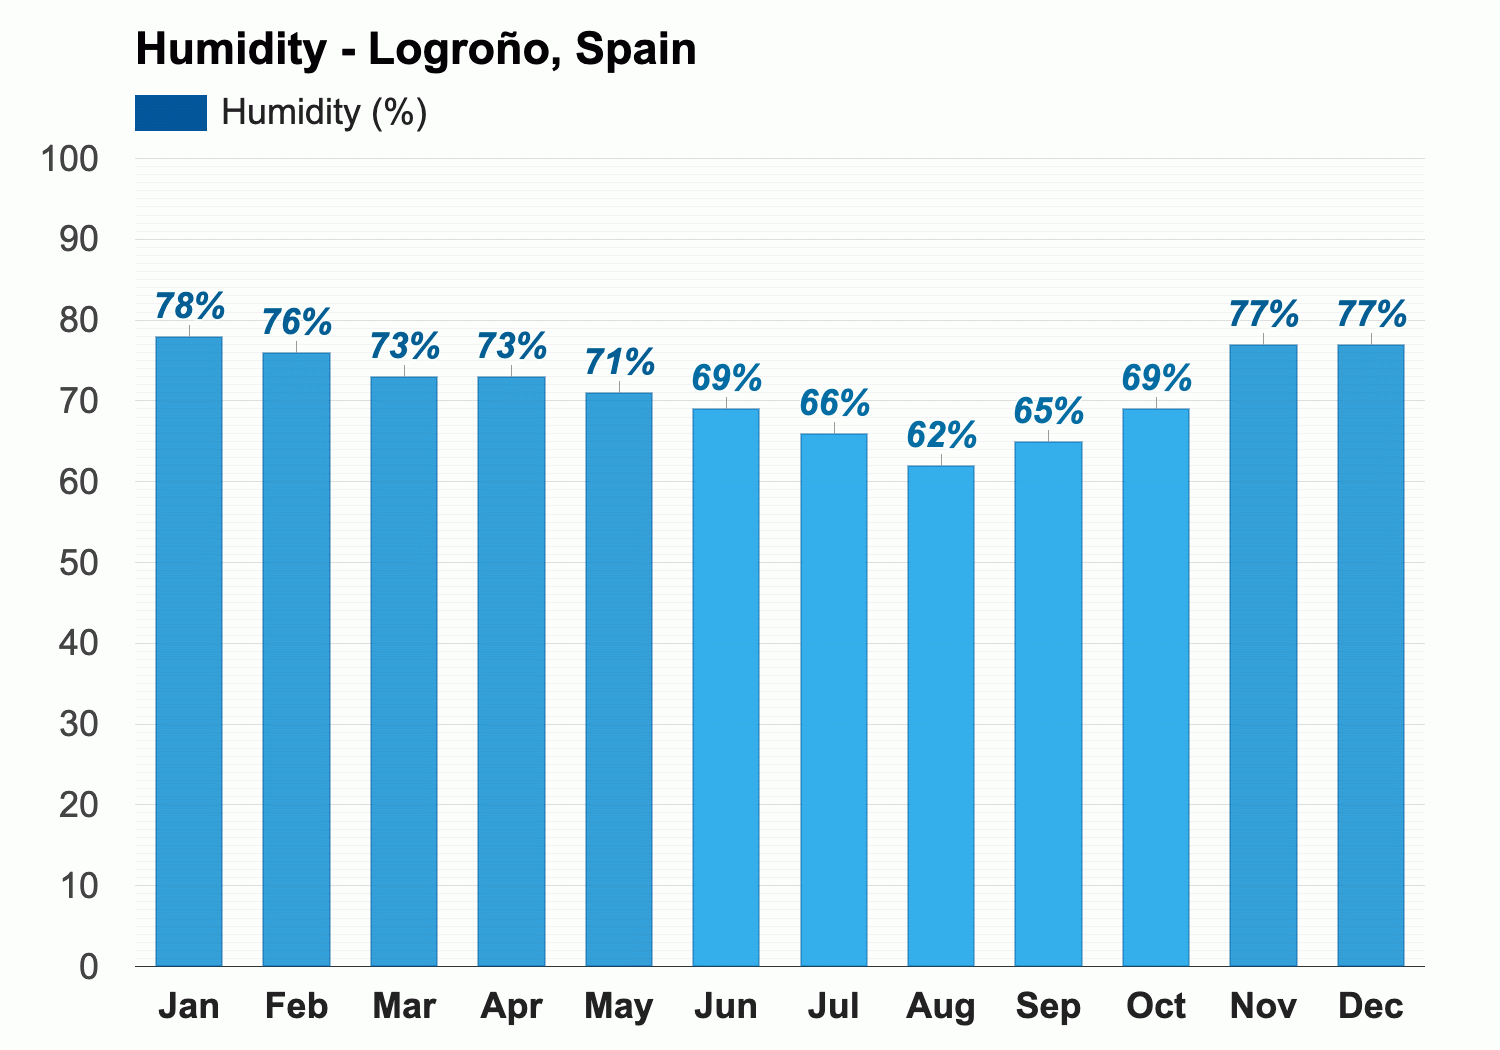 Humidity - Logroño, Spain
Humidity (%)
100
90
80
70
60
50
40
30
20
10
0
78% 76% 73% 73% 71% 69% 66% 62% 65% 69% 77% 77%
Jan Feb Mar Apr May Jun Jul Aug Sep Oct Nov Dec